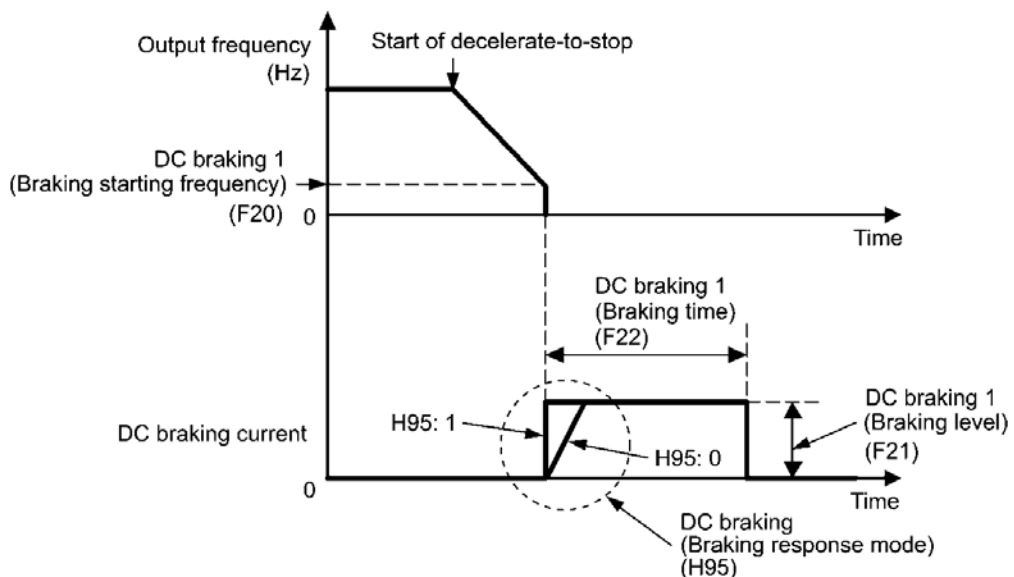 Output frequency
(Hz)
Start of decelerate-to-stop
DC braking 1
(Braking starting frequency)
(F20)
0
Time
DC braking 1
(Braking time)
(F22)
DC braking current
H95: 1
H95: 0
DC braking 1
(Braking level)
(F21)
0
Time
DC braking
(Braking response mode)
(H95)